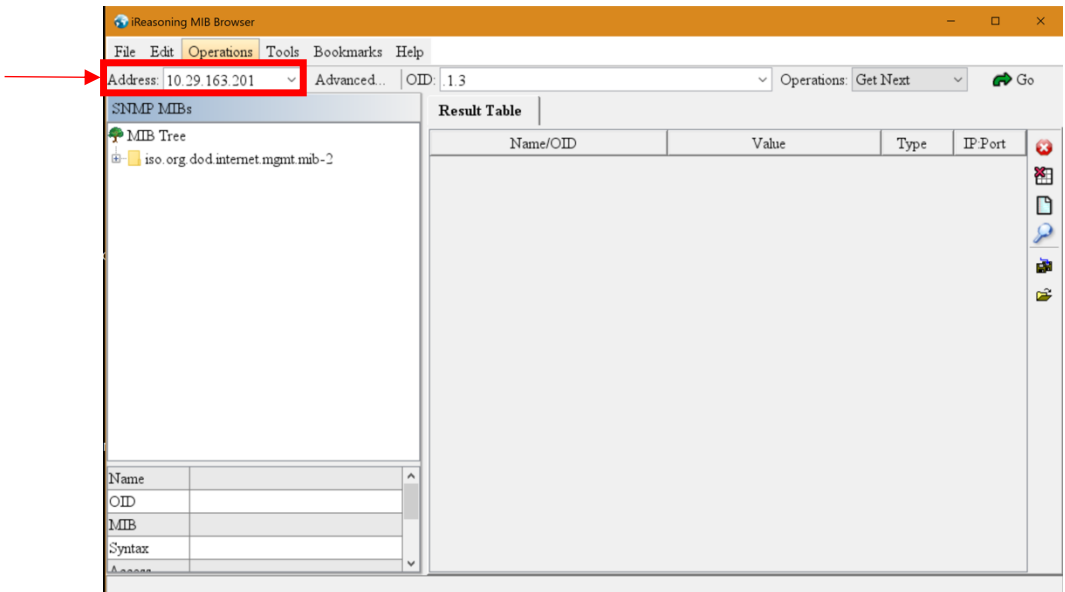 iReasoning MIB Browser
File Edit Operations Tools Bookmarks Help
Address: 10.29.163.201 Advanced... OID: .1.3 Operations: Get Next Go
SNMP MIBs
Result Table
MIB Tree
iso.org.dod.internet.mgmt.mib-2
Name/OID Value Type IP:Port
Name
OID
MIB
Syntax
Access